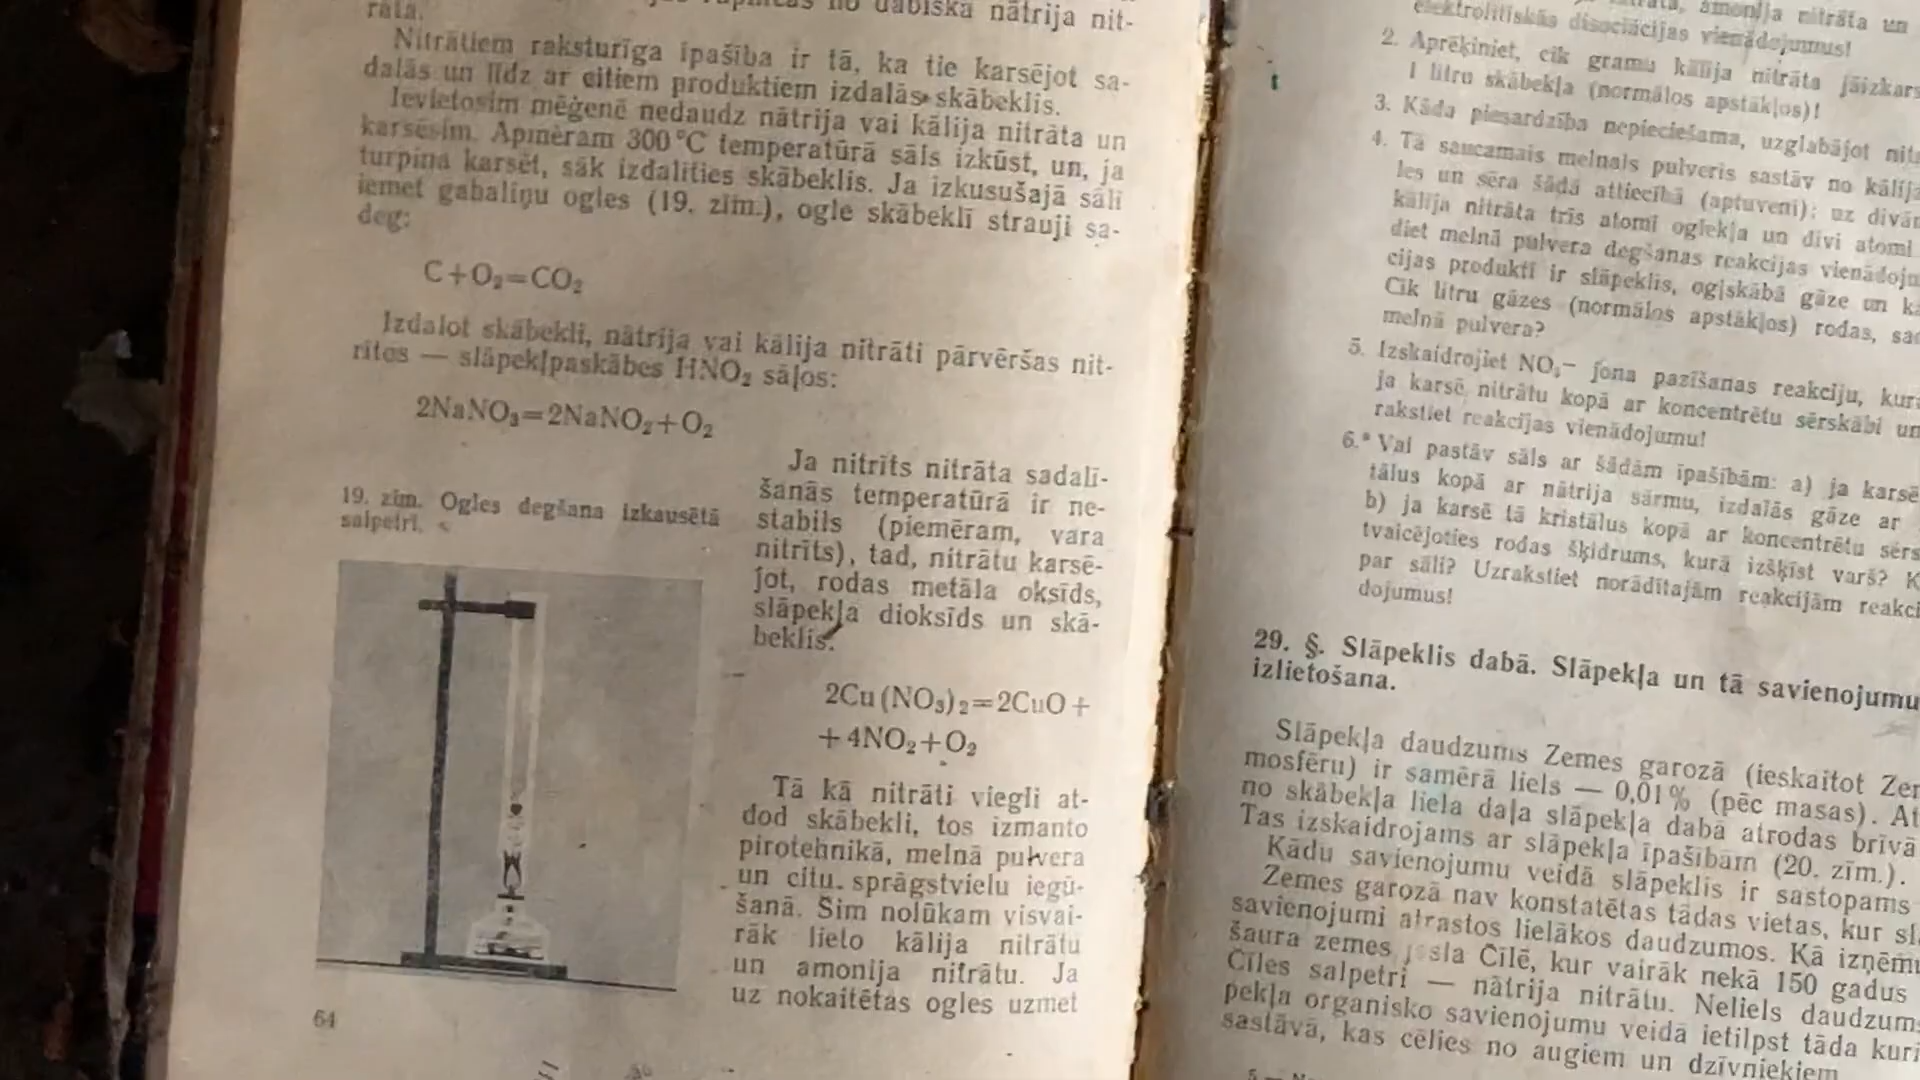 rāta.
no dabiskā nātrija nit-
Nitrātiem raksturīga īpašība ir tā, ka tie karsējot sa-
dalās un līdz ar citiem produktiem izdalās skābeklis.
Ievietosim mēģenē nedaudz nātrija vai kālija nitrāta un
karsēsim. Apmēram 300 °C temperatūrā sāls izkūst, un, ja
turpina karsēt, sāk izdalīties skābeklis. Ja izkusušajā sālī
iemet gabaliņu ogles (19. zīm.), ogle skābeklī strauji sa-
deg:
C+O₂=CO₂
Izdalot skābekli, nātrija vai kālija nitrāti pārvēršas nit-
rītos — slāpekļpaskābes HNO₂ sāļos:
2NaNO₃=2NaNO₂+O₂
19. zīm. Ogles degšana izkausētā
salpetrī.
Ja nitrīts nitrāta sadalī-
šanās temperatūrā ir ne-
stabils (piemēram, vara
nitrīts), tad, nitrātu karsē-
jot, rodas metāla oksīds,
slāpekļa dioksīds un skā-
beklis.
2Cu(NO₃)₂=2CuO+
+4NO₂+O₂
Tā kā nitrāti viegli at-
dod skābekli, tos izmanto
pirotehnikā, melnā pulvera
un citu sprāgstvielu iegū-
šanā. Šim nolūkam visvai-
rāk lieto kālija nitrātu
un amonija nitrātu. Ja
uz nokaitētas ogles uzmet
64
amonija nitrāta un
elektrolītiskās disociācijas vienādojumus!
2. Aprēķiniet, cik gramu kālija nitrāta jāizkarsē
1 litru skābekļa (normālos apstākļos)!
3. Kāda piesardzība nepieciešama, uzglabājot
4. Tā saucamais melnais pulveris sastāv no kālija
les un sēra šādā attiecībā (aptuveni): uz
kālija nitrāta trīs atomi oglekļa un divi atomi
diet melnā pulvera degšanas reakcijas
cijas produkti ir slāpeklis, ogļskābā gāze un
Cik litru gāzes (normālos apstākļos) rodas,
melnā pulvera?
5. Izskaidrojiet NO₃⁻ jona pazīšanas reakciju,
ja karsē nitrātu kopā ar koncentrētu sērskābi un
rakstiet reakcijas vienādojumu!
6.* Vai pastāv sāls ar šādām īpašībām: a) ja karsē
tālus kopā ar nātrija sārmu, izdalās gāze ar
b) ja karsē tā kristālus kopā ar koncentrētu
tvaicējoties rodas šķidrums, kurā izšķīst varš?
par sāli? Uzrakstiet norādītajām reakcijām
dojumus!
29. §. Slāpeklis dabā. Slāpekļa un tā savienojumu
izlietošana.
Slāpekļa daudzums Zemes garozā (ieskaitot
mosfēru) ir samērā liels — 0,01% (pēc masas).
no skābekļa liela daļa slāpekļa dabā atrodas brīvā
Tas izskaidrojams ar slāpekļa īpašībām (20. zīm.).
Kādu savienojumu veidā slāpeklis ir sastopams
Zemes garozā nav konstatētas tādas vietas, kur
savienojumi atrastos lielākos daudzumos. Kā
šaura zemes josla Čīlē, kur vairāk nekā 150 gadus
Čīles salpetri — nātrija nitrātu. Neliels
pekļa organisko savienojumu veidā ietilpst tāda
sastāvā, kas cēlies no augiem un dzīvniekiem